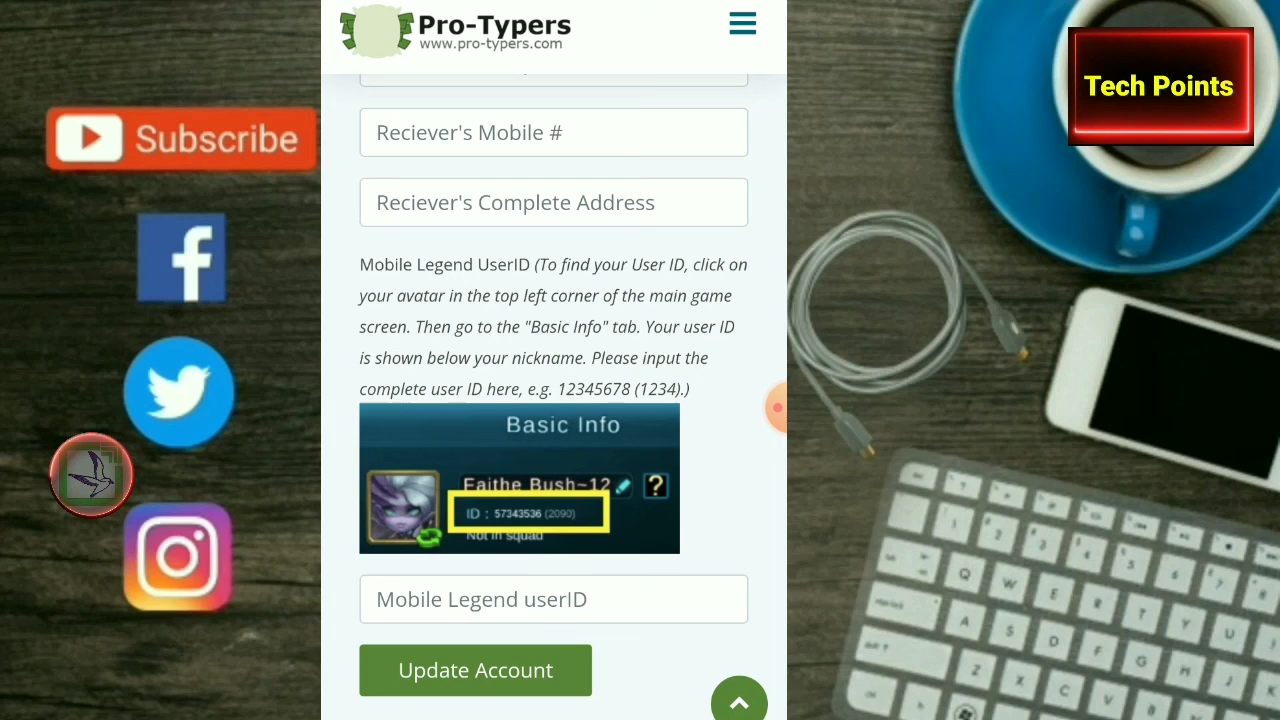 Pro-Typers
www.pro-typers.com
Tech Points
Subscribe
Reciever's Mobile #
Reciever's Complete Address
Mobile Legend UserID (To find your User ID, click on
your avatar in the top left corner of the main game
screen. Then go to the "Basic Info" tab. Your user ID
is shown below your nickname. Please input the
complete user ID here, e.g. 12345678 (1234).)
Basic Info
Faithe Bush~12
?
ID : 57343536 (2090)
Not in squad
Mobile Legend userID
Update Account
Q W E R T Y U
A S D F G H J
Z X C V B N